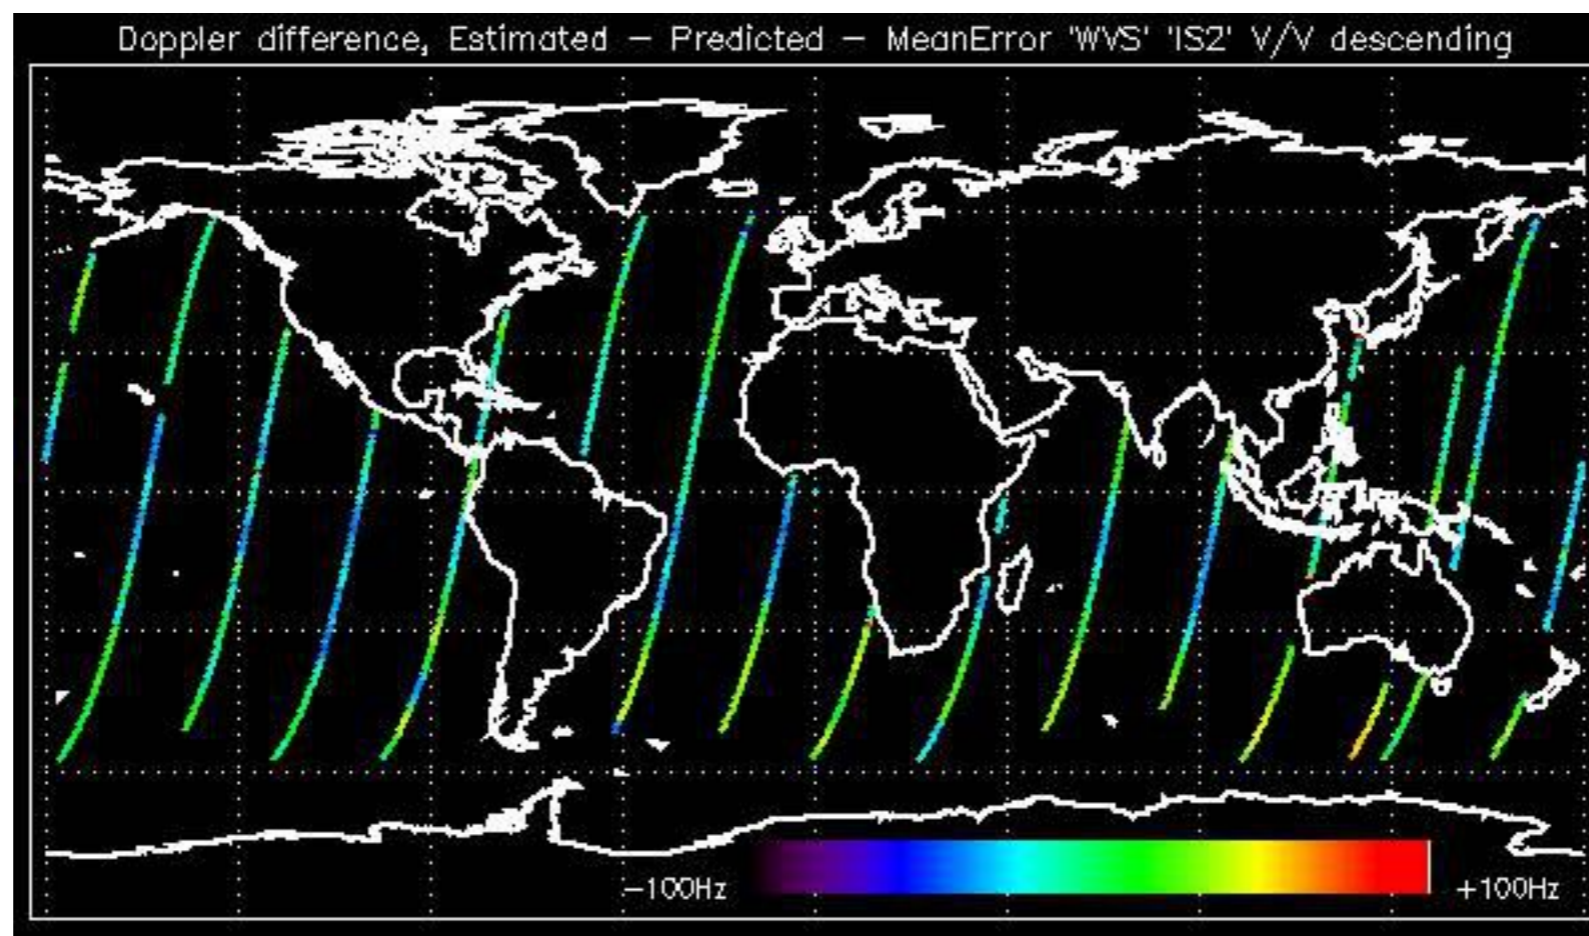 Doppler difference, Estimated – Predicted – MeanError 'WVS' 'IS2' V/V descending
−100Hz
+100Hz